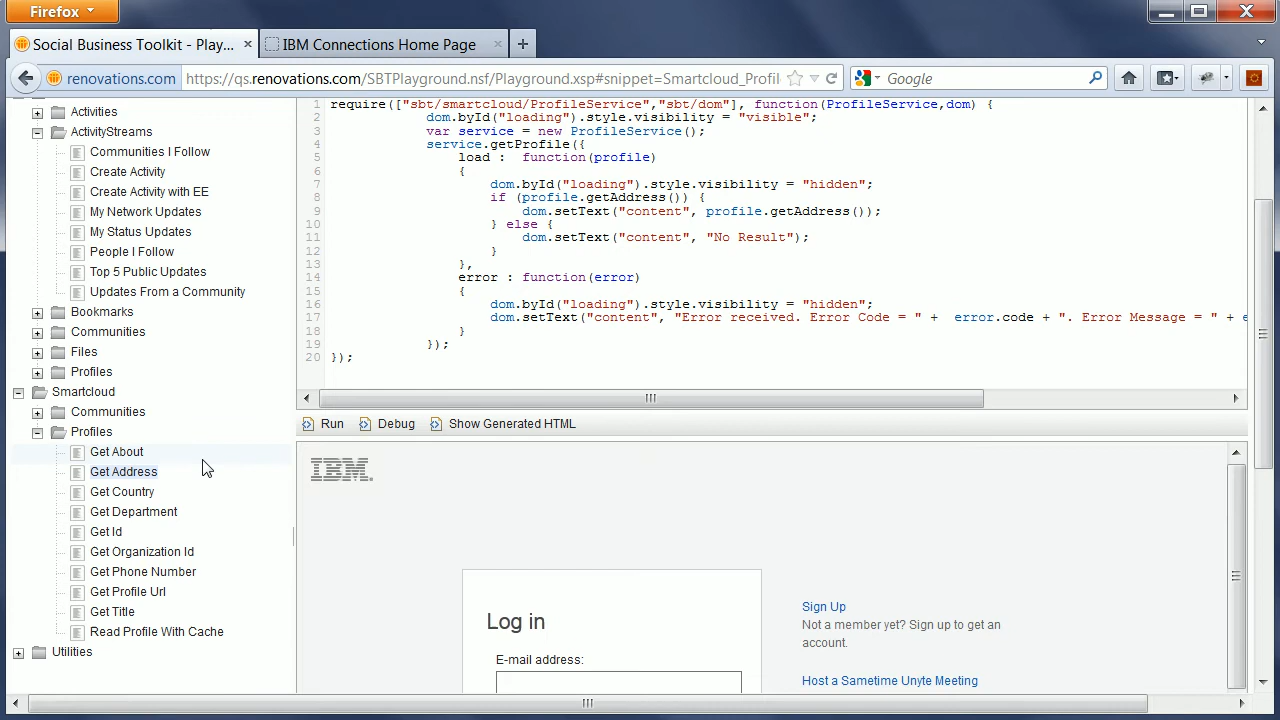 Firefox
Social Business Toolkit - Play...
IBM Connections Home Page
renovations.com
https://qs.renovations.com/SBTPlayground.nsf/Playground.xsp#snippet=Smartcloud_Profil
Google
Activities
ActivityStreams
Communities I Follow
Create Activity
Create Activity with EE
My Network Updates
My Status Updates
People I Follow
Top 5 Public Updates
Updates From a Community
Bookmarks
Communities
Files
Profiles
Smartcloud
Communities
Profiles
Get About
Get Address
Get Country
Get Department
Get Id
Get Organization Id
Get Phone Number
Get Profile Url
Get Title
Read Profile With Cache
Utilities
1 require(["sbt/smartcloud/ProfileService","sbt/dom"], function(ProfileService,dom) {
2 dom.byId("loading").style.visibility = "visible";
3 var service = new ProfileService();
4 service.getProfile({
5 load : function(profile)
6 {
7 dom.byId("loading").style.visibility = "hidden";
8 if (profile.getAddress()) {
9 dom.setText("content", profile.getAddress());
10 } else {
11 dom.setText("content", "No Result");
12 }
13 },
14 error : function(error)
15 {
16 dom.byId("loading").style.visibility = "hidden";
17 dom.setText("content", "Error received. Error Code = " + error.code + ". Error Message = " + e
18 }
19 });
20 });
Run
Debug
Show Generated HTML
IBM
Log in
E-mail address:
Sign Up
Not a member yet? Sign up to get an
account.
Host a Sametime Unyte Meeting